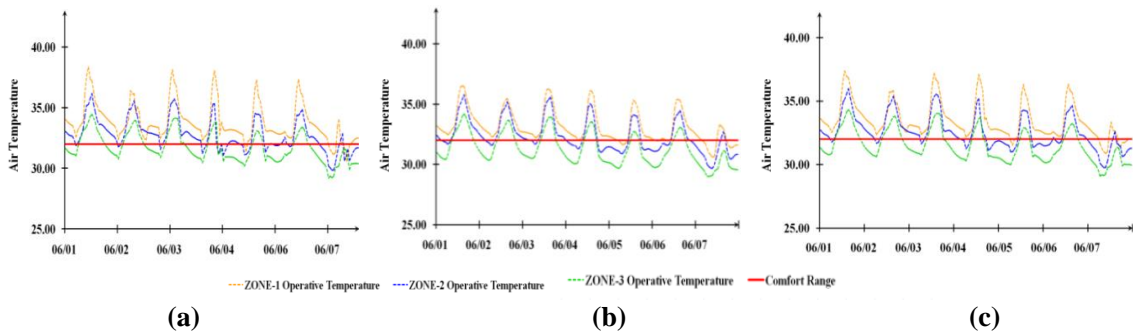 40.00
35.00
30.00
25.00
Air Temperature
06/01 06/02 06/03 06/04 06/06 06/07
40.00
35.00
30.00
25.00
Air Temperature
06/01 06/02 06/03 06/04 06/05 06/06 06/07
40.00
35.00
30.00
25.00
Air Temperature
06/01 06/02 06/03 06/04 06/05 06/06 06/07
ZONE-1 Operative Temperature ZONE-2 Operative Temperature ZONE-3 Operative Temperature Comfort Range
(a) (b) (c)